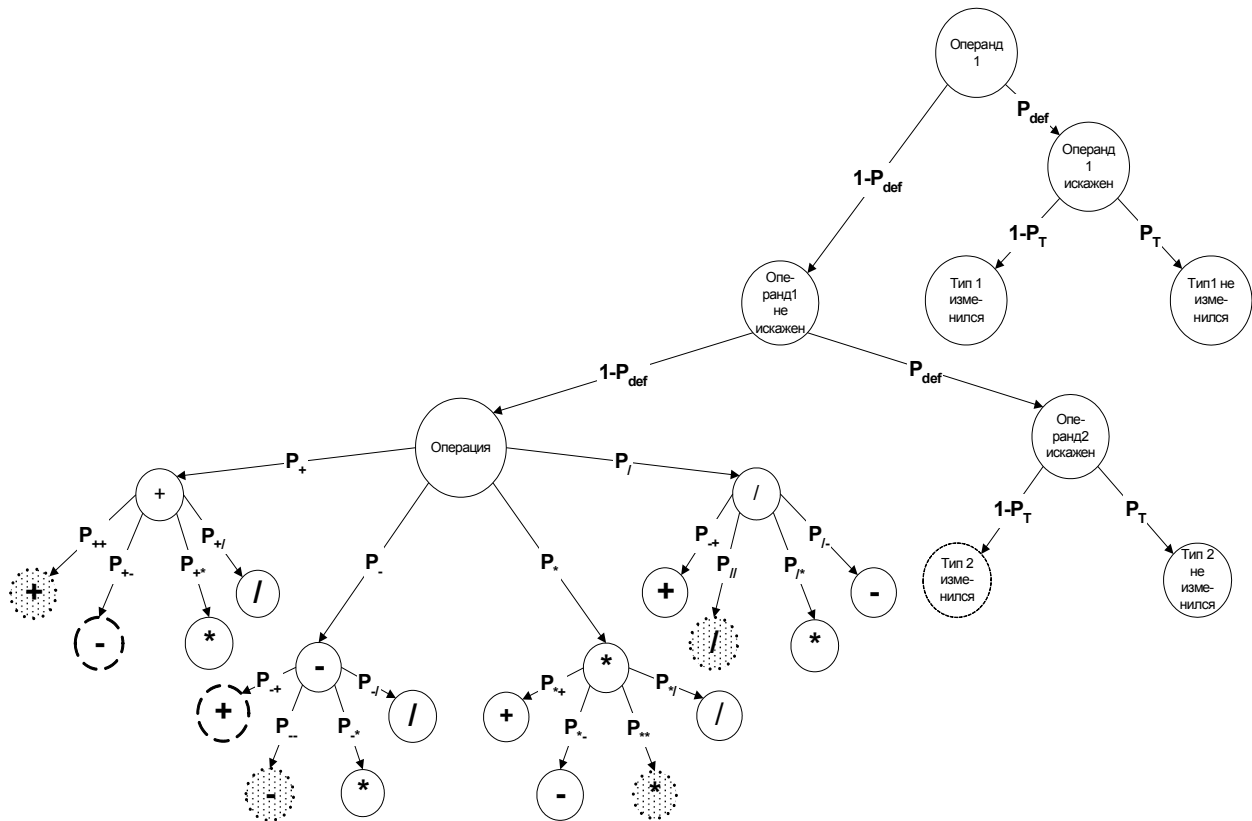 Операнд
1
P_def
Операнд
1
искажен
1-P_def
1-P_T
P_T
Тип 1
изме-
нился
Тип1 не
изме-
нился
Опе-
ранд1
не
искажен
1-P_def
P_def
Операция
Опе-
ранд2
искажен
P_+
P_/
+
/
1-P_T
P_T
P_++
P_+-
P_+*
P_+/
P_-
P_*
P_-+
P_//
P_/*
P_/-
Тип 2
изме-
нился
Тип 2
не
изме-
нился
+
-
*
/
+
/
*
-
-
*
P_-+
P_--
P_-*
P_-/
P_*+
P_*-
P_**
P_*/
+
-
*
/
+
-
*
/